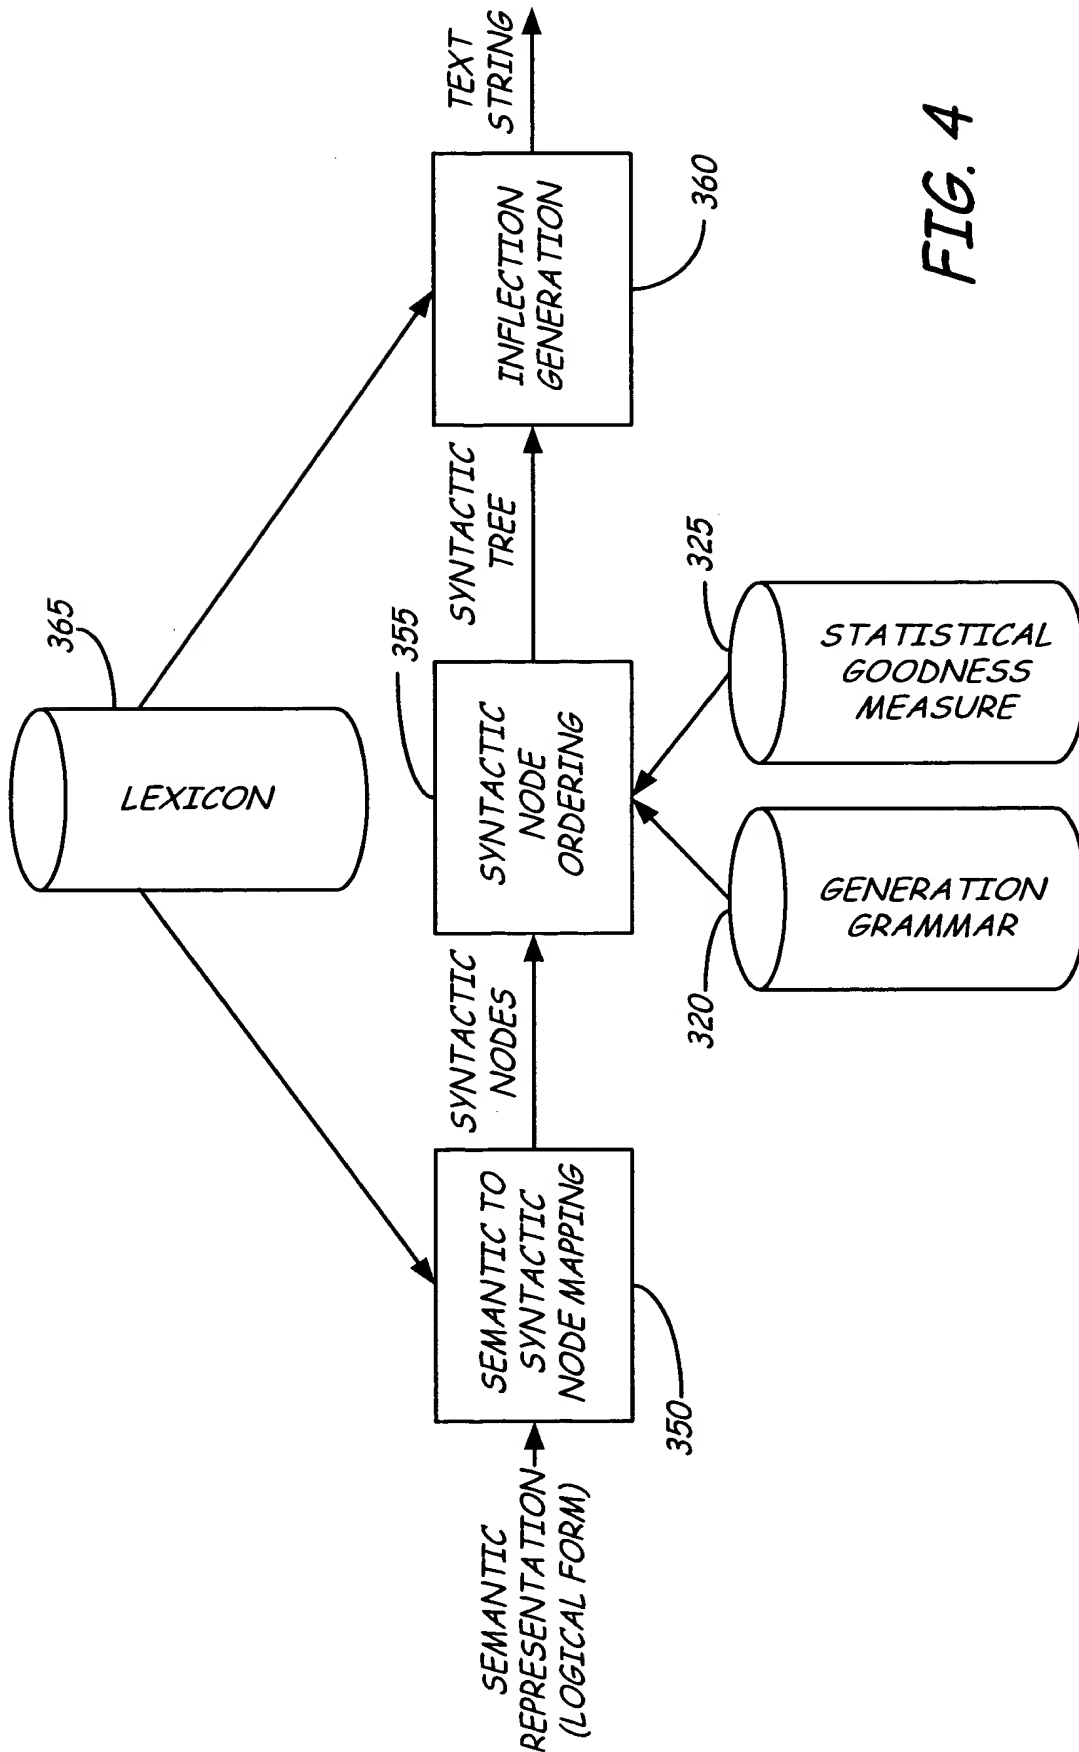 365
LEXICON
SEMANTIC
REPRESENTATION
(LOGICAL FORM)
SEMANTIC TO
SYNTACTIC
NODE MAPPING
350
SYNTACTIC
NODES
355
SYNTACTIC
NODE
ORDERING
SYNTACTIC
TREE
INFLECTION
GENERATION
360
TEXT
STRING
320
GENERATION
GRAMMAR
325
STATISTICAL
GOODNESS
MEASURE
FIG. 4